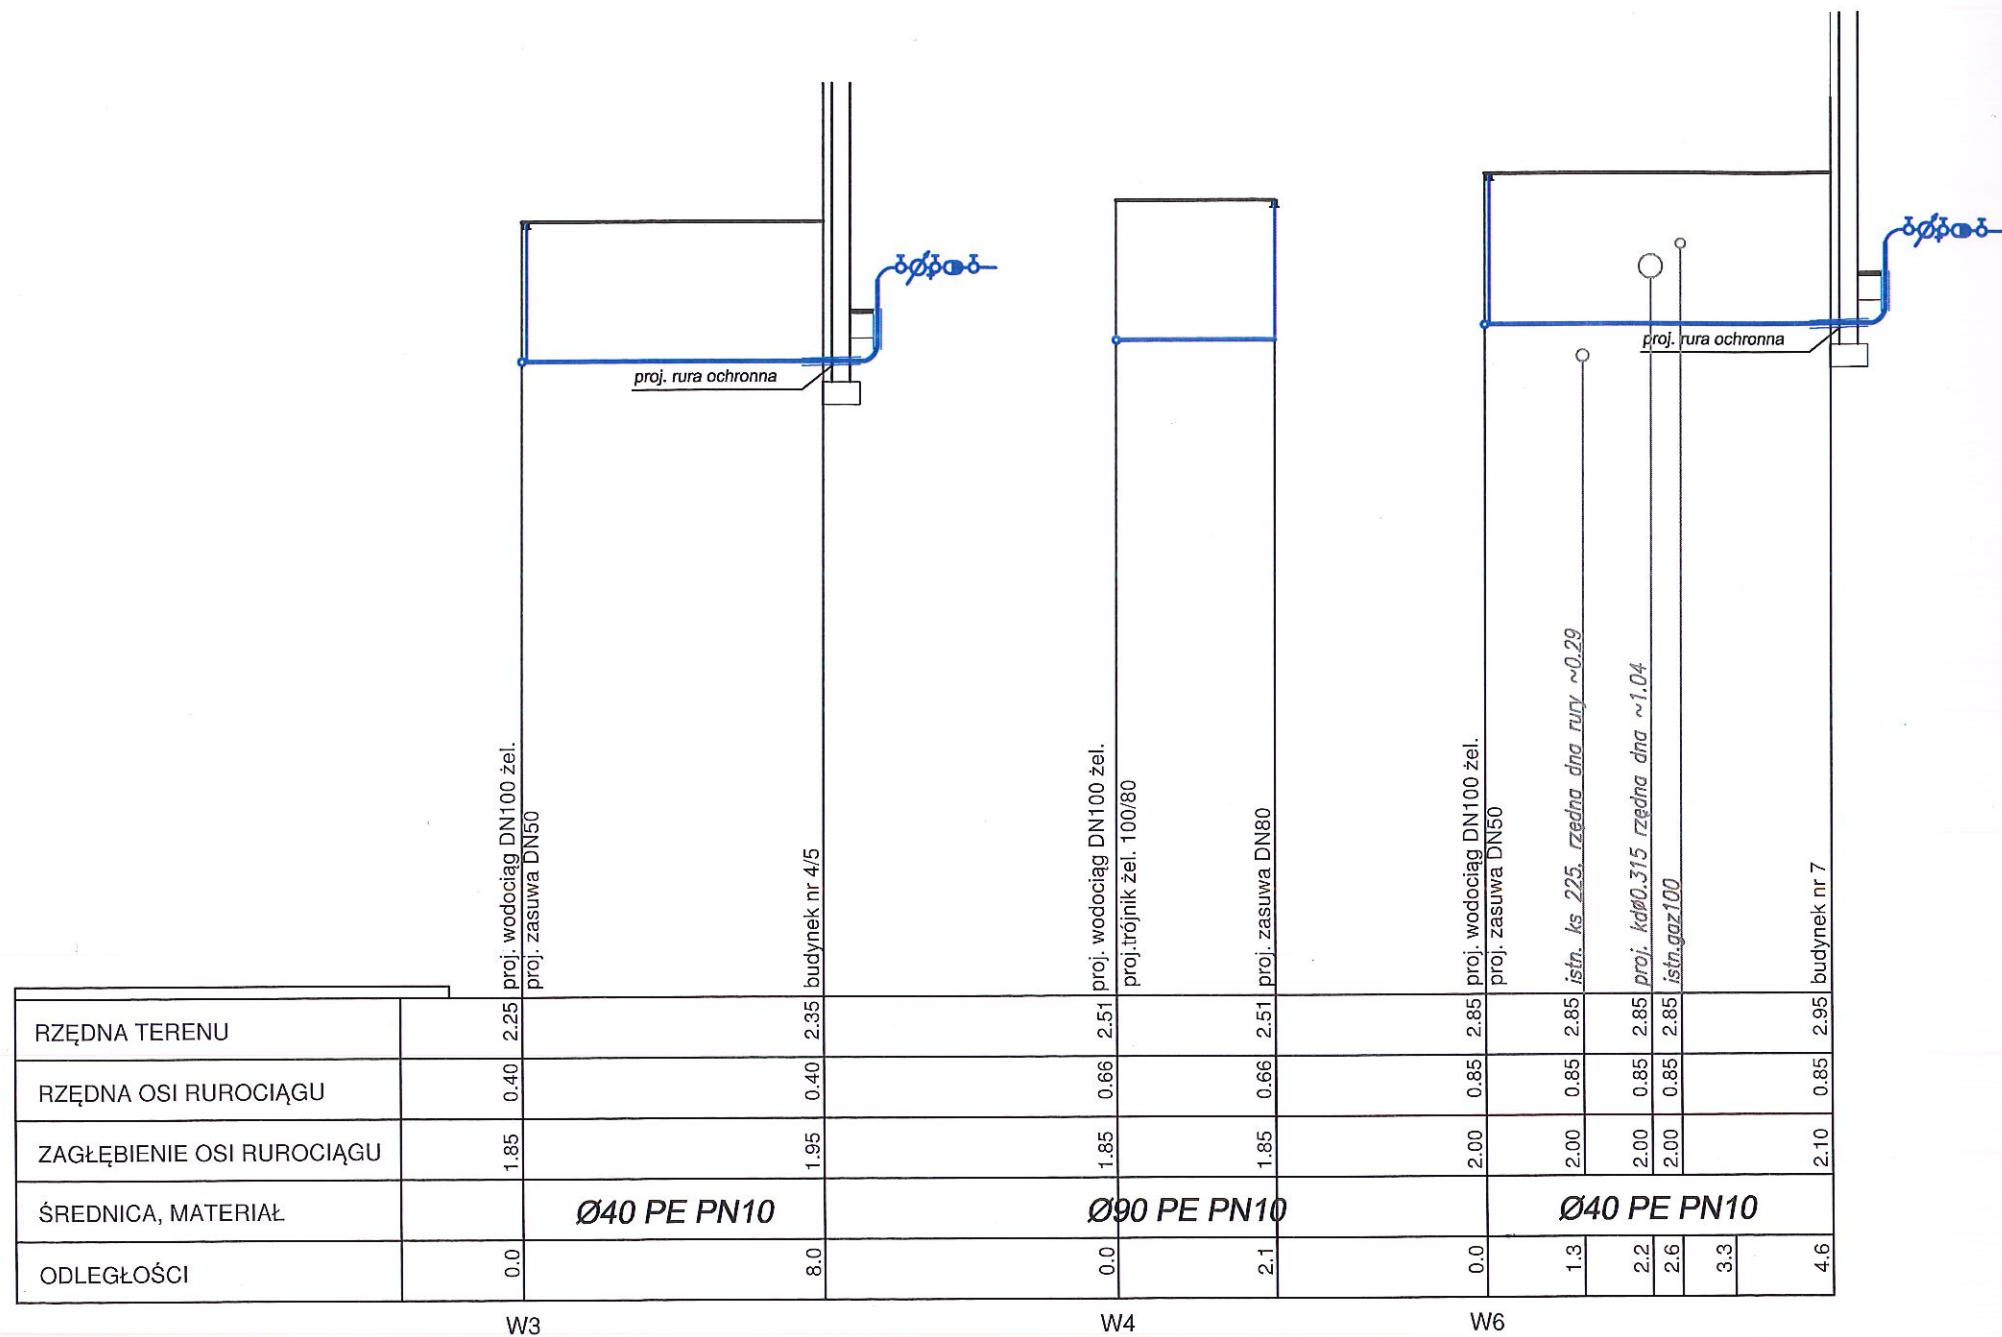 proj. rura ochronna
proj. rura ochronna
proj. wodociąg DN100 żel.
proj. zasuwa DN50
budynek nr 4/5
proj. wodociąg DN100 żel.
proj.trójnik żel. 100/80
proj. zasuwa DN80
proj. wodociąg DN100 żel.
proj. zasuwa DN50
istn. ks 225, rzędna dna rury ~0.29
proj. kdø0.315 rzędna dna ~1.04
istn.gaz100
budynek nr 7
RZĘDNA TERENU 2.25 2.35 2.51 2.51 2.85 2.85 2.85 2.85 2.95
RZĘDNA OSI RUROCIĄGU 0.40 0.40 0.66 0.66 0.85 0.85 0.85 0.85 0.85
ZAGŁĘBIENIE OSI RUROCIĄGU 1.85 1.95 1.85 1.85 2.00 2.00 2.00 2.00 2.10
ŚREDNICA, MATERIAŁ Ø40 PE PN10 Ø90 PE PN10 Ø40 PE PN10
ODLEGŁOŚCI 0.0 8.0 0.0 2.1 0.0 1.3 2.2 2.6 3.3 4.6
W3 W4 W6